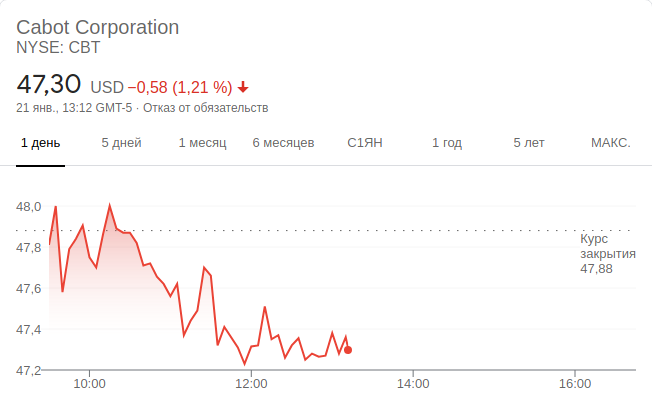 Cabot Corporation
NYSE: CBT
47,30 USD −0,58 (1,21 %)
21 янв., 13:12 GMT-5 · Отказ от обязательств
1 день 5 дней 1 месяц 6 месяцев С1ЯН 1 год 5 лет МАКС.
48,0
47,8
47,6
47,4
47,2
Курс
закрытия
47,88
10:00 12:00 14:00 16:00